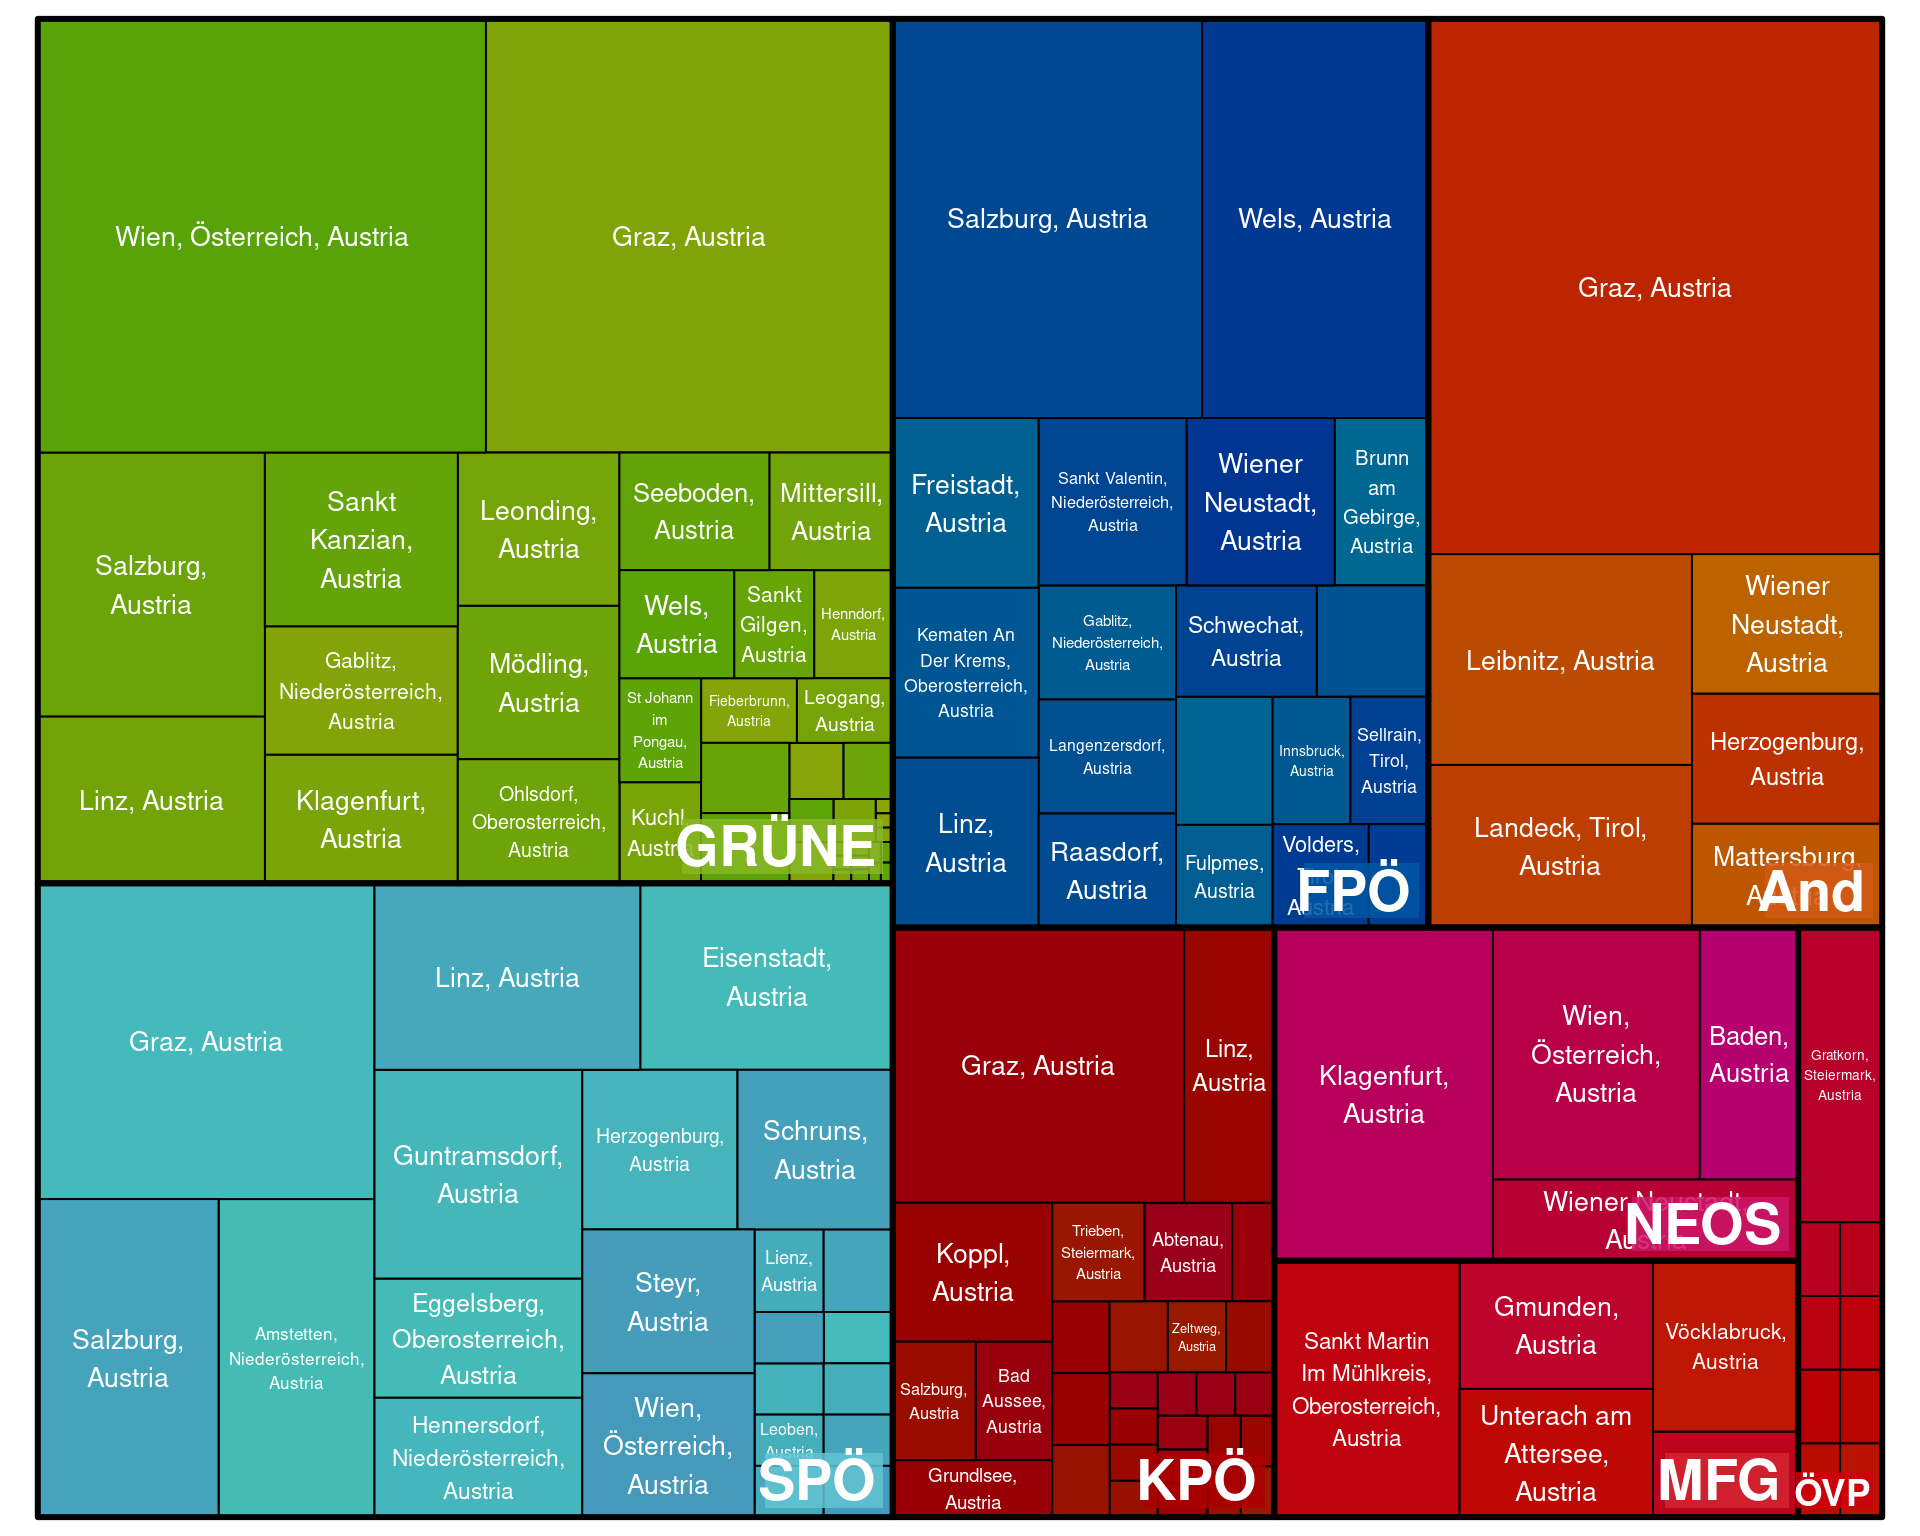 Wien, Österreich, Austria
Graz, Austria
Salzburg,
Austria
Sankt
Kanzian,
Austria
Leonding,
Austria
Seeboden,
Austria
Mittersill,
Austria
Wels,
Austria
Sankt
Gilgen,
Austria
Henndorf,
Austria
Gablitz,
Niederösterreich,
Austria
Mödling,
Austria
St Johann
im
Pongau,
Austria
Fieberbrunn,
Austria
Leogang,
Austria
Linz, Austria
Klagenfurt,
Austria
Ohlsdorf,
Oberosterreich,
Austria
Kuchl,
Austria
GRÜNE
Salzburg, Austria
Wels, Austria
Freistadt,
Austria
Sankt Valentin,
Niederösterreich,
Austria
Wiener
Neustadt,
Austria
Brunn
am
Gebirge,
Austria
Kematen An
Der Krems,
Oberosterreich,
Austria
Gablitz,
Niederösterreich,
Austria
Schwechat,
Austria
Langenzersdorf,
Austria
Innsbruck,
Austria
Sellrain,
Tirol,
Austria
Linz,
Austria
Raasdorf,
Austria
Fulpmes,
Austria
Volders,
Tirol,
Austria
FPÖ
Graz, Austria
Leibnitz, Austria
Wiener
Neustadt,
Austria
Herzogenburg,
Austria
Landeck, Tirol,
Austria
Mattersburg,
Austria
And
Graz, Austria
Linz, Austria
Eisenstadt,
Austria
Guntramsdorf,
Austria
Herzogenburg,
Austria
Schruns,
Austria
Salzburg,
Austria
Amstetten,
Niederösterreich,
Austria
Eggelsberg,
Oberosterreich,
Austria
Steyr,
Austria
Lienz,
Austria
Hennersdorf,
Niederösterreich,
Austria
Wien,
Österreich,
Austria
Leoben,
Austria
SPÖ
Graz, Austria
Linz,
Austria
Koppl,
Austria
Trieben,
Steiermark,
Austria
Abtenau,
Austria
Zeltweg,
Austria
Salzburg,
Austria
Bad
Aussee,
Austria
Grundlsee,
Austria
KPÖ
Klagenfurt,
Austria
Wien,
Österreich,
Austria
Baden,
Austria
Wiener Neustadt,
Austria
NEOS
Sankt Martin
Im Mühlkreis,
Oberosterreich,
Austria
Gmunden,
Austria
Vöcklabruck,
Austria
Unterach am
Attersee,
Austria
MFG
Gratkorn,
Steiermark,
Austria
ÖVP